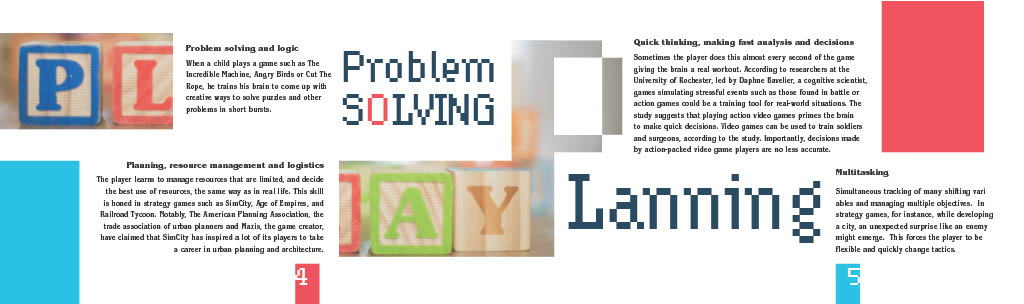 P L
Problem solving and logic
When a child plays a game such as The
Incredible Machine, Angry Birds or Cut The
Rope, he trains his brain to come up with
creative ways to solve puzzles and other
problems in short bursts.
Problem
SOLVING
Planning, resource management and logistics
The player learns to manage resources that are limited, and decide
the best use of resources, the same way as in real life. This skill
is honed in strategy games such as SimCity, Age of Empires, and
Railroad Tycoon. Notably, The American Planning Association, the
trade association of urban planners and Maxis, the game creator,
have claimed that SimCity has inspired a lot of its players to take
a career in urban planning and architecture.
A Y
4
Quick thinking, making fast analysis and decisions
Sometimes the player does this almost every second of the game
giving the brain a real workout. According to researchers at the
University of Rochester, led by Daphne Bavelier, a cognitive scientist,
games simulating stressful events such as those found in battle or
action games could be a training tool for real-world situations. The
study suggests that playing action video games primes the brain
to make quick decisions. Video games can be used to train soldiers
and surgeons, according to the study. Importantly, decisions made
by action-packed video game players are no less accurate.
P
Lanning
Multitasking
Simultaneous tracking of many shifting vari
ables and managing multiple objectives. In
strategy games, for instance, while developing
a city, an unexpected surprise like an enemy
might emerge. This forces the player to be
flexible and quickly change tactics.
5